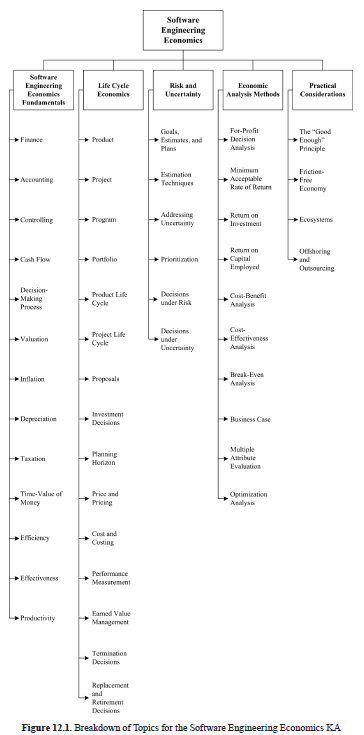 Software
Engineering
Economics
Software
Engineering
Economics
Fundamentals
Finance
Accounting
Controlling
Cash Flow
Decision-
Making
Process
Valuation
Inflation
Depreciation
Taxation
Time-Value of
Money
Efficiency
Effectiveness
Productivity
Life Cycle
Economics
Product
Project
Program
Portfolio
Product Life
Cycle
Project Life
Cycle
Proposals
Investment
Decisions
Planning
Horizon
Price and
Pricing
Cost and
Costing
Performance
Measurement
Earned Value
Management
Termination
Decisions
Replacement
and
Retirement
Decisions
Risk and
Uncertainty
Goals,
Estimates, and
Plans
Estimation
Techniques
Addressing
Uncertainty
Prioritization
Decisions
under Risk
Decisions
under
Uncertainty
Economic
Analysis Methods
For-Profit
Decision
Analysis
Minimum
Acceptable
Rate of Return
Return on
Investment
Return on
Capital
Employed
Cost-Benefit
Analysis
Cost-
Effectiveness
Analysis
Break-Even
Analysis
Business Case
Multiple
Attribute
Evaluation
Optimization
Analysis
Practical
Considerations
The “Good
Enough”
Principle
Friction-
Free
Economy
Ecosystems
Offshoring
and
Outsourcing
Figure 12.1. Breakdown of Topics for the Software Engineering Economics KA